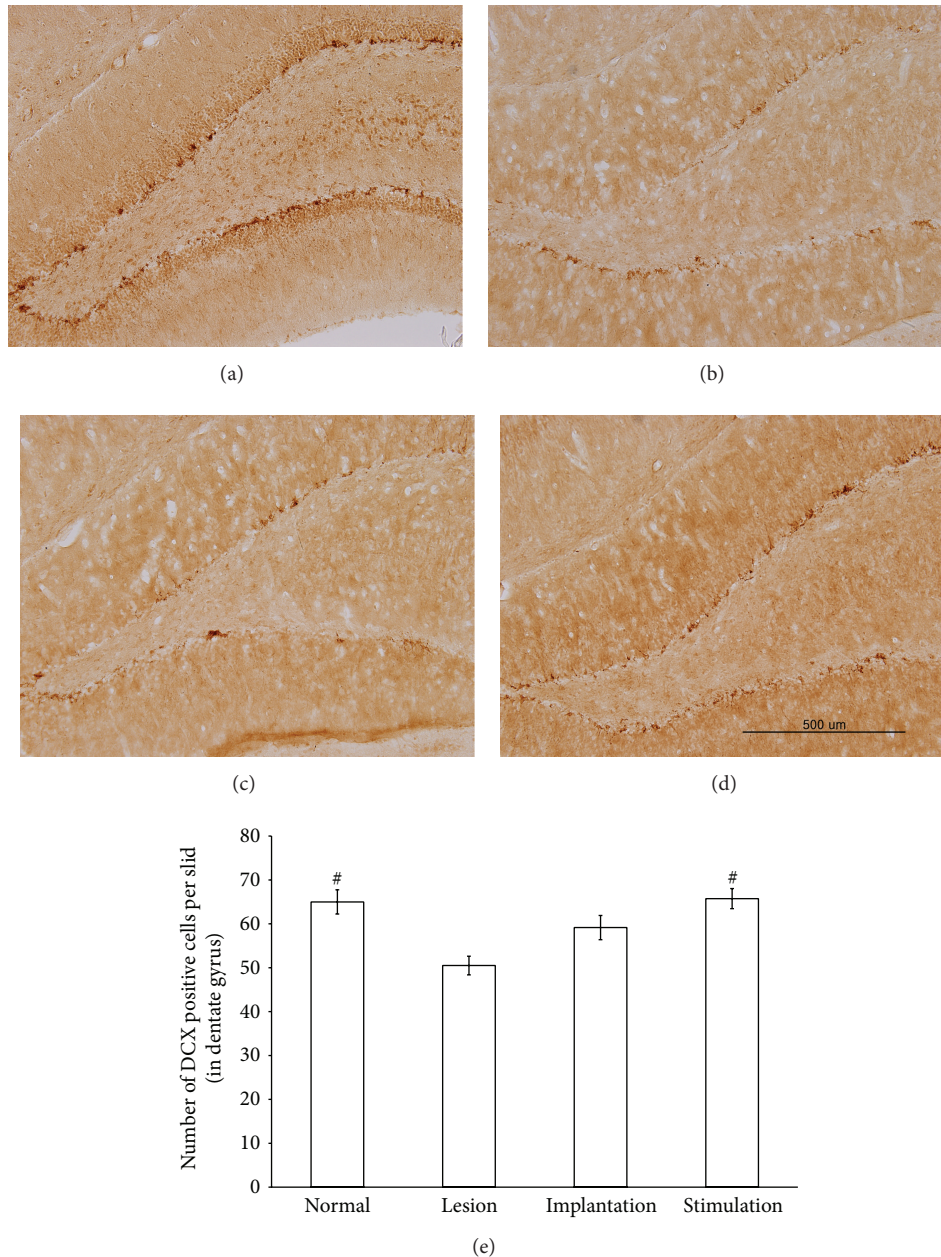 (a)
(b)
(c)
500 um
(d)
Number of DCX positive cells per slid
(in dentate gyrus)
80
70
60
50
40
30
20
10
0
#
#
Normal Lesion Implantation Stimulation
(e)